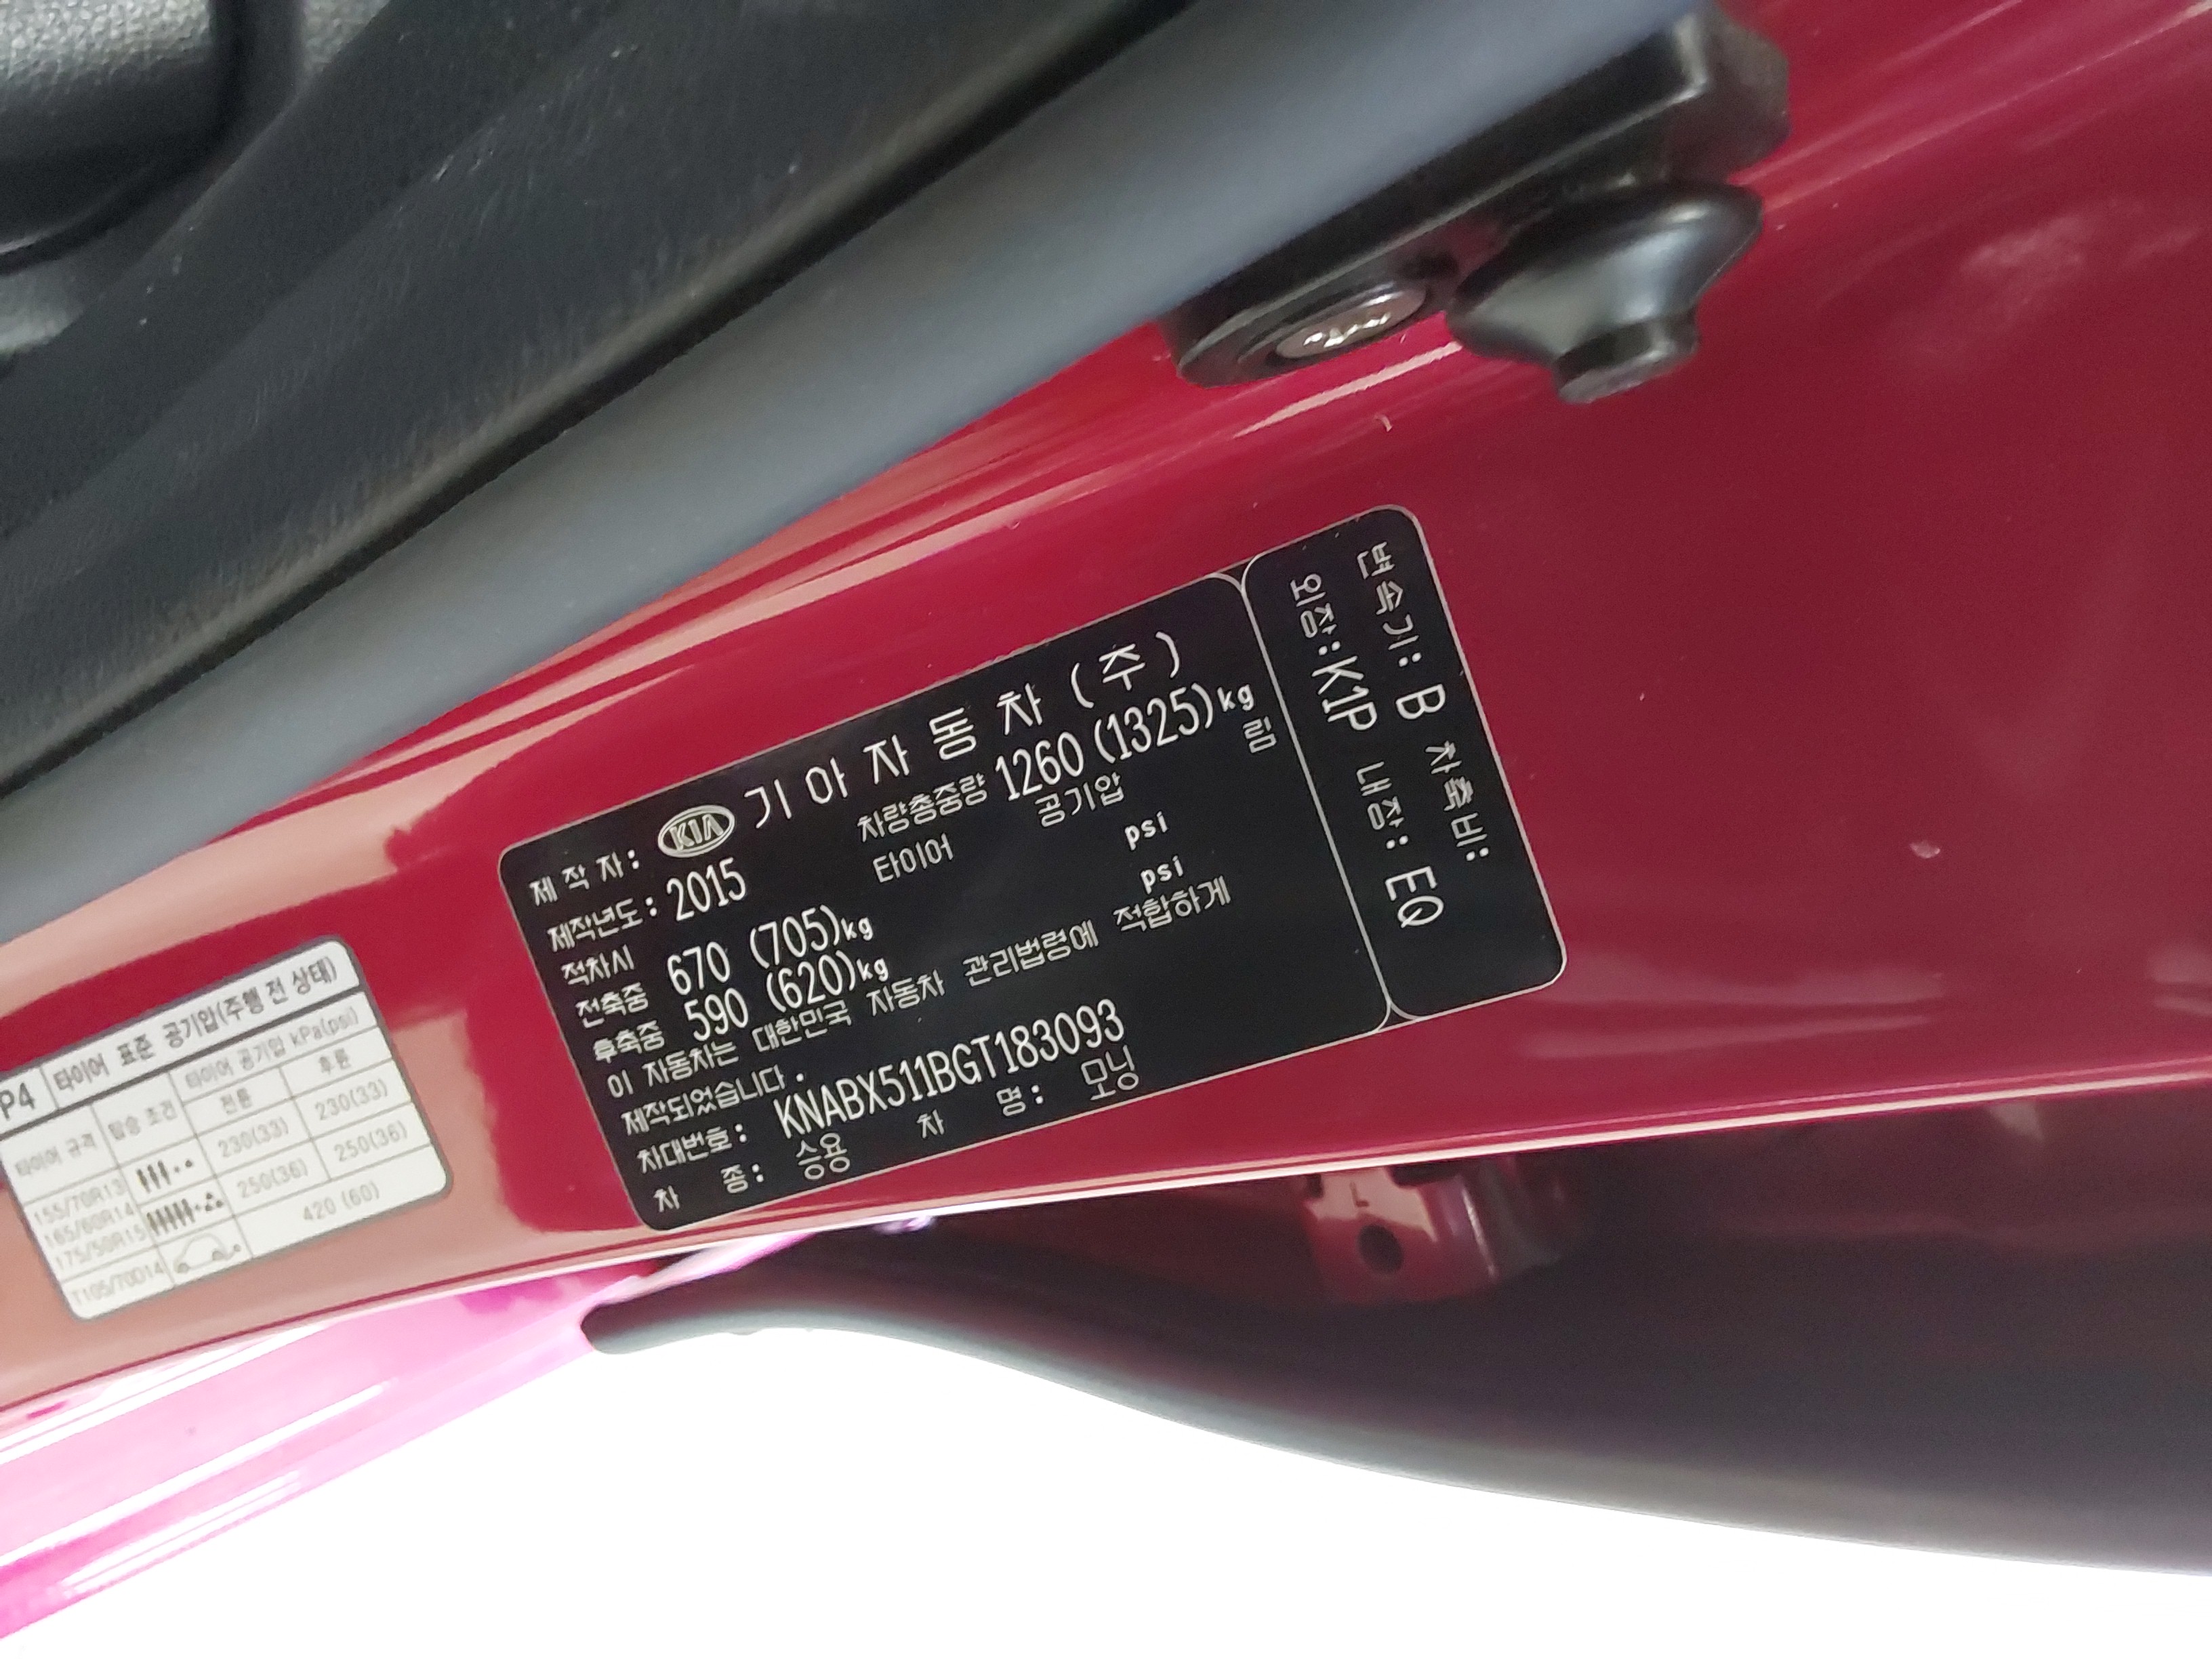 제 작 자: KIA 기 아 자 동 차 (주)
제작년도: 2015 차량총중량 1260 (1325)kg
적차시 타이어 공기압 림
전축중 670 (705)kg psi
후축중 590 (620)kg psi
이 자동차는 대한민국 자동차 관리법령에 적합하게
제작되었습니다.
차대번호: KNABX511BGT183093
차 종: 승용 차 명: 모닝
변속기: B 차축비:
외장: K1P 내장: EQ
P4 타이어 표준 공기압(주행 전 상태)
타이어 규격 탑승 조건 타이어 공기압 kPa(psi)
전륜 후륜
155/70R13 230(33) 230(33)
165/60R14
175/50R15 250(36) 250(36)
T105/70D14 420 (60)
L